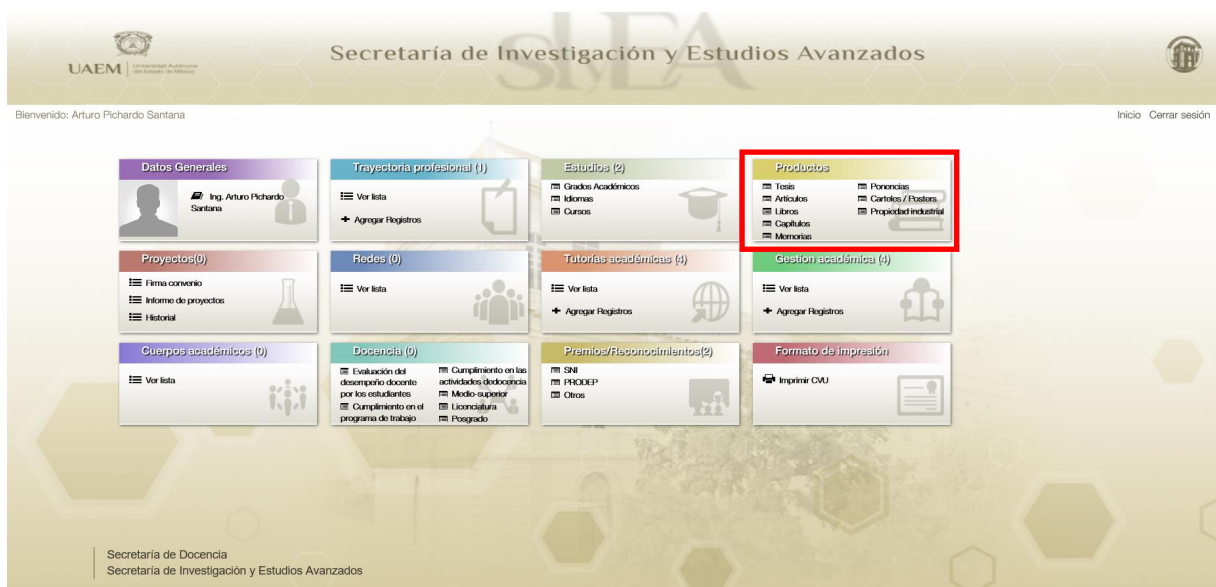 Secretaría de Investigación y Estudios Avanzados
UAEM
Universidad Autónoma
del Estado de México
Bienvenido: Arturo Pichardo Santana
Inicio Cerrar sesión
Datos Generales
Ing. Arturo Pichardo
Santana
Trayectoria profesional (1)
Ver lista
Agregar Registros
Estudios (2)
Grados Académicos
Idiomas
Cursos
Productos
Tesis
Artículos
Libros
Capítulos
Memorias
Ponencias
Carteles / Posters
Propiedad industrial
Proyectos(0)
Firma convenio
Informe de proyectos
Historial
Redes (0)
Ver lista
Tutorías académicas (4)
Ver lista
Agregar Registros
Gestion académica (4)
Ver lista
Agregar Registros
Cuerpos académicos (0)
Ver lista
Docencia (0)
Evaluación del
desempeño docente
por los estudiantes
Cumplimiento en el
programa de trabajo
Cumplimiento en las
actividades dedocencia
Medio-superior
Licenciatura
Posgrado
Premios/Reconocimientos(2)
SNI
PRODEP
Otros
Formato de impresión
Imprimir CVU
Secretaría de Docencia
Secretaría de Investigación y Estudios Avanzados